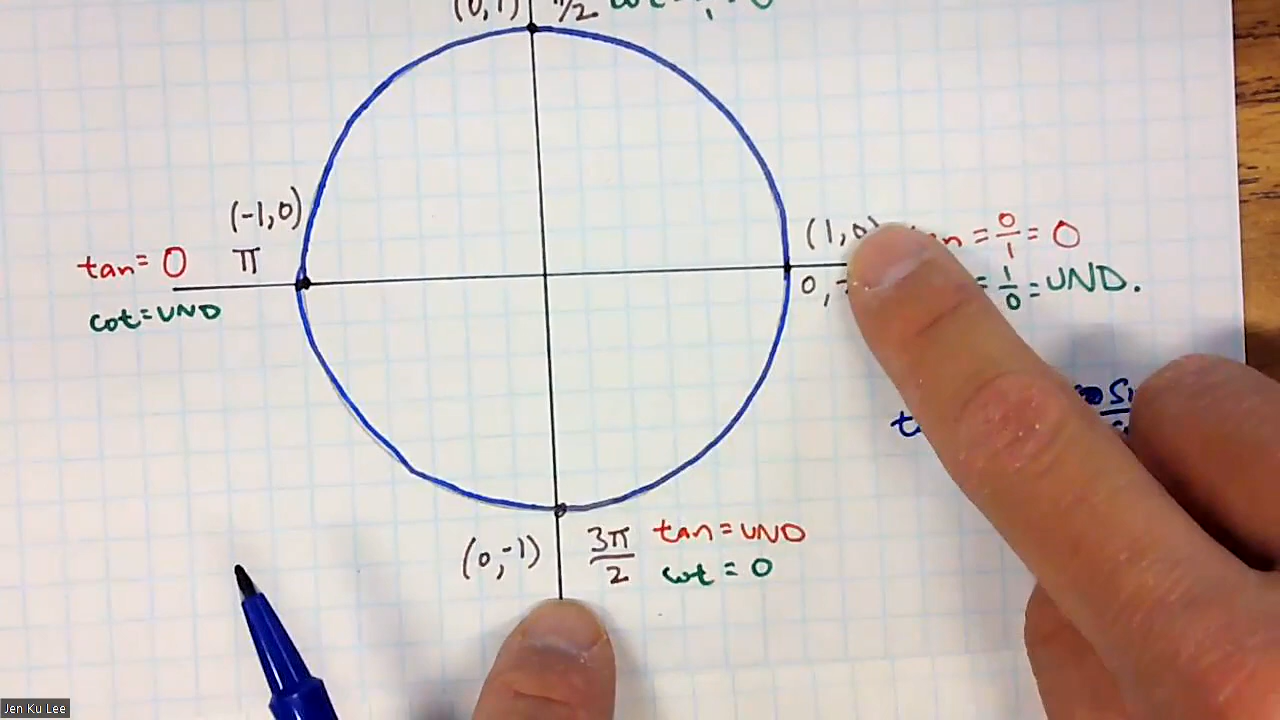 (0,1) π/2
(-1,0)
tan = 0 π
cot = UND
(1,0) = 0/1 = 0
0, = 1/0 = UND.
(0,-1) 3π/2 tan = UND
cot = 0
Jen Ku Lee